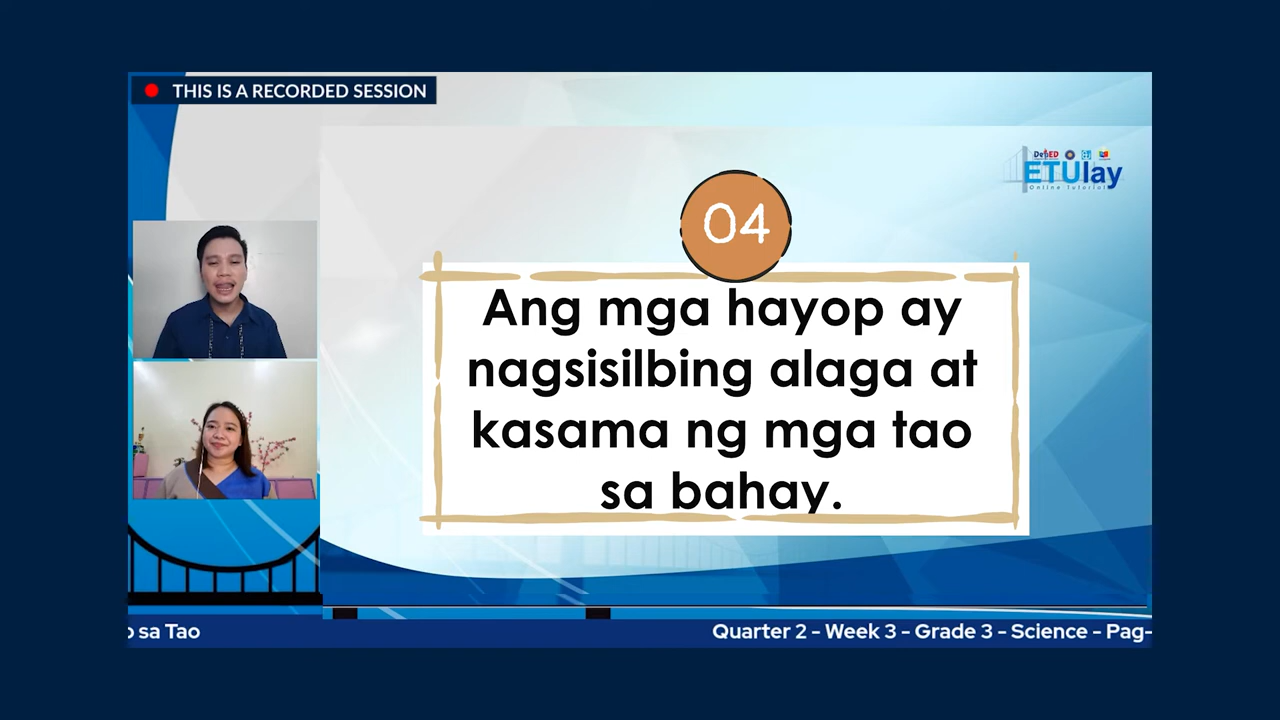 THIS IS A RECORDED SESSION
DepED
ETUlay
Online Tutorial
04
Ang mga hayop ay
nagsisilbing alaga at
kasama ng mga tao
sa bahay.
o sa Tao
Quarter 2 - Week 3 - Grade 3 - Science - Pag-